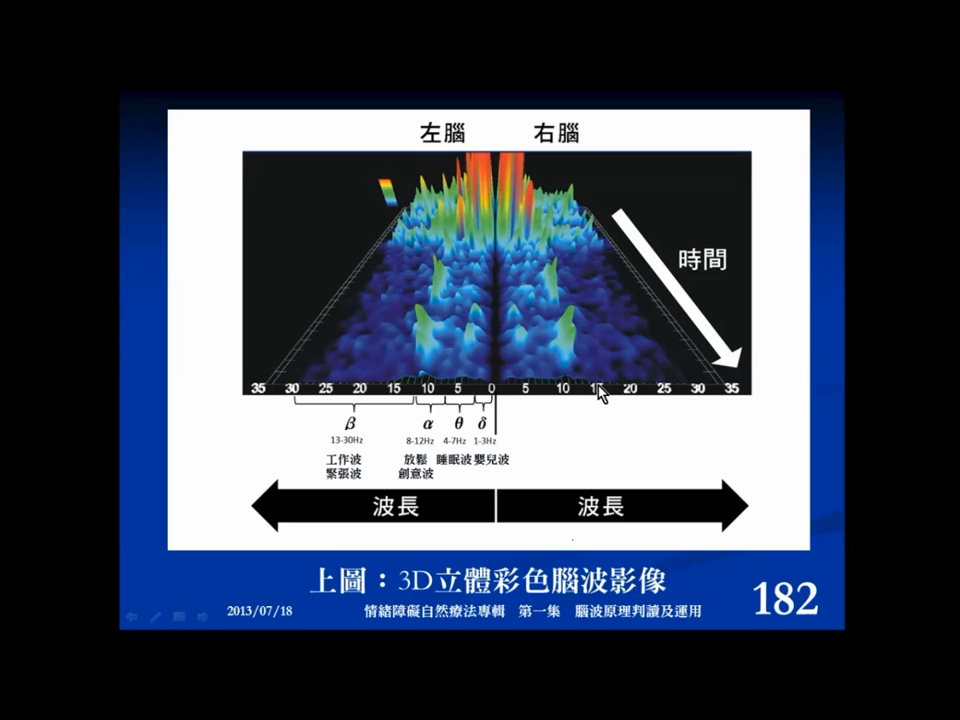 左腦 右腦
時間
35 30 25 20 15 10 5 0 5 10 20 25 30 35
β α θ δ
13-30Hz 8-12Hz 4-7Hz 1-3Hz
工作波 放鬆 睡眠波 嬰兒波
緊張波 創意波
波長 波長
上圖：3D立體彩色腦波影像
182
2013/07/18 情緒障礙自然療法專輯 第一集 腦波原理判讀及運用